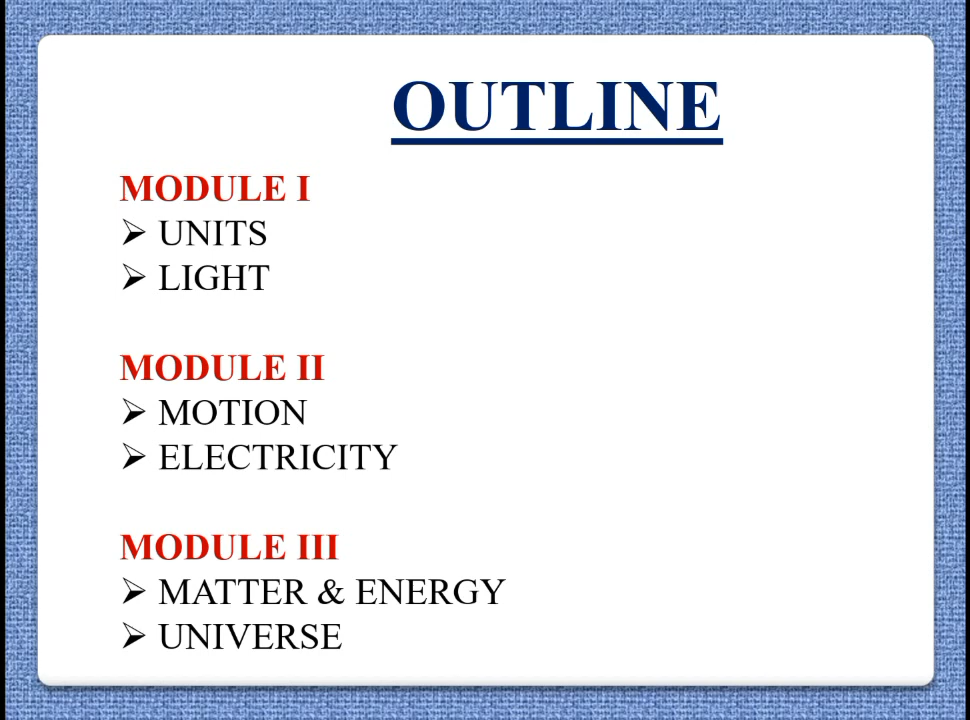 OUTLINE
MODULE I
➢ UNITS
➢ LIGHT
MODULE II
➢ MOTION
➢ ELECTRICITY
MODULE III
➢ MATTER & ENERGY
➢ UNIVERSE